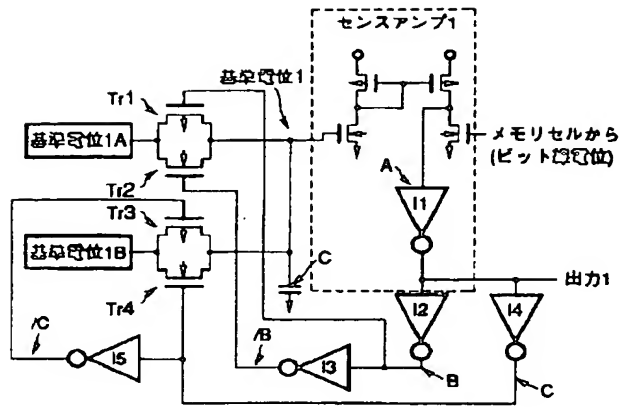 センスアンプ1
基準電位1
Tr1
基準電位1A
メモリセルから
(ビット線電位)
Tr2
A
I1
Tr3
基準電位1B
C
出力1
Tr4
I2
I4
/C
/B
I5
I3
B
C